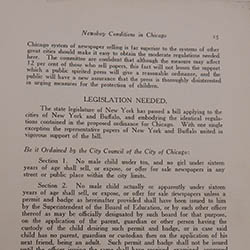 Newsboy Conditions in Chicago 15
Chicago system of newspaper selling is far superior to the systems of other
great cities should make it easy to obtain the moderate regulations needed
here. The committee are confident that although the measure may affect
12 per cent of those who sell papers, this fact will not lessen the support
which a public spirited press will give a reasonable ordinance, and the
public will have a new assurance that the press is thoroughly disinterested
in urging measures for the protection of children.
LEGISLATION NEEDED.
The state legislature of New York has passed a bill applying to the
cities of New York and Buffalo, and embodying the identical regula-
tions contained in the proposed ordinance for Chicago. With one single
exception the representative papers of New York and Buffalo united in
vigorous support of the bill.
Be it Ordained by the City Council of the City of Chicago:
Section 1. No male child under ten, and no girl under sixteen
years of age shall sell, or expose, or offer for sale newspapers in any
street or public place within the city limits.
Section 2. No male child actually or apparently under sixteen
years of age shall sell, or expose, or offer for sale newspapers unless a
permit and badge as hereinafter provided shall have been issued to him
by the Superintendent of the Board of Education, or by such other officer
thereof as may be officially designated by such board for that purpose,
on the application of the parent, guardian or other person having the
custody of the child desiring such permit and badge, or in case said
child has no parent, guardian or custodian then on the application of his
next friend, being an adult. Such permit and badge shall not be issued